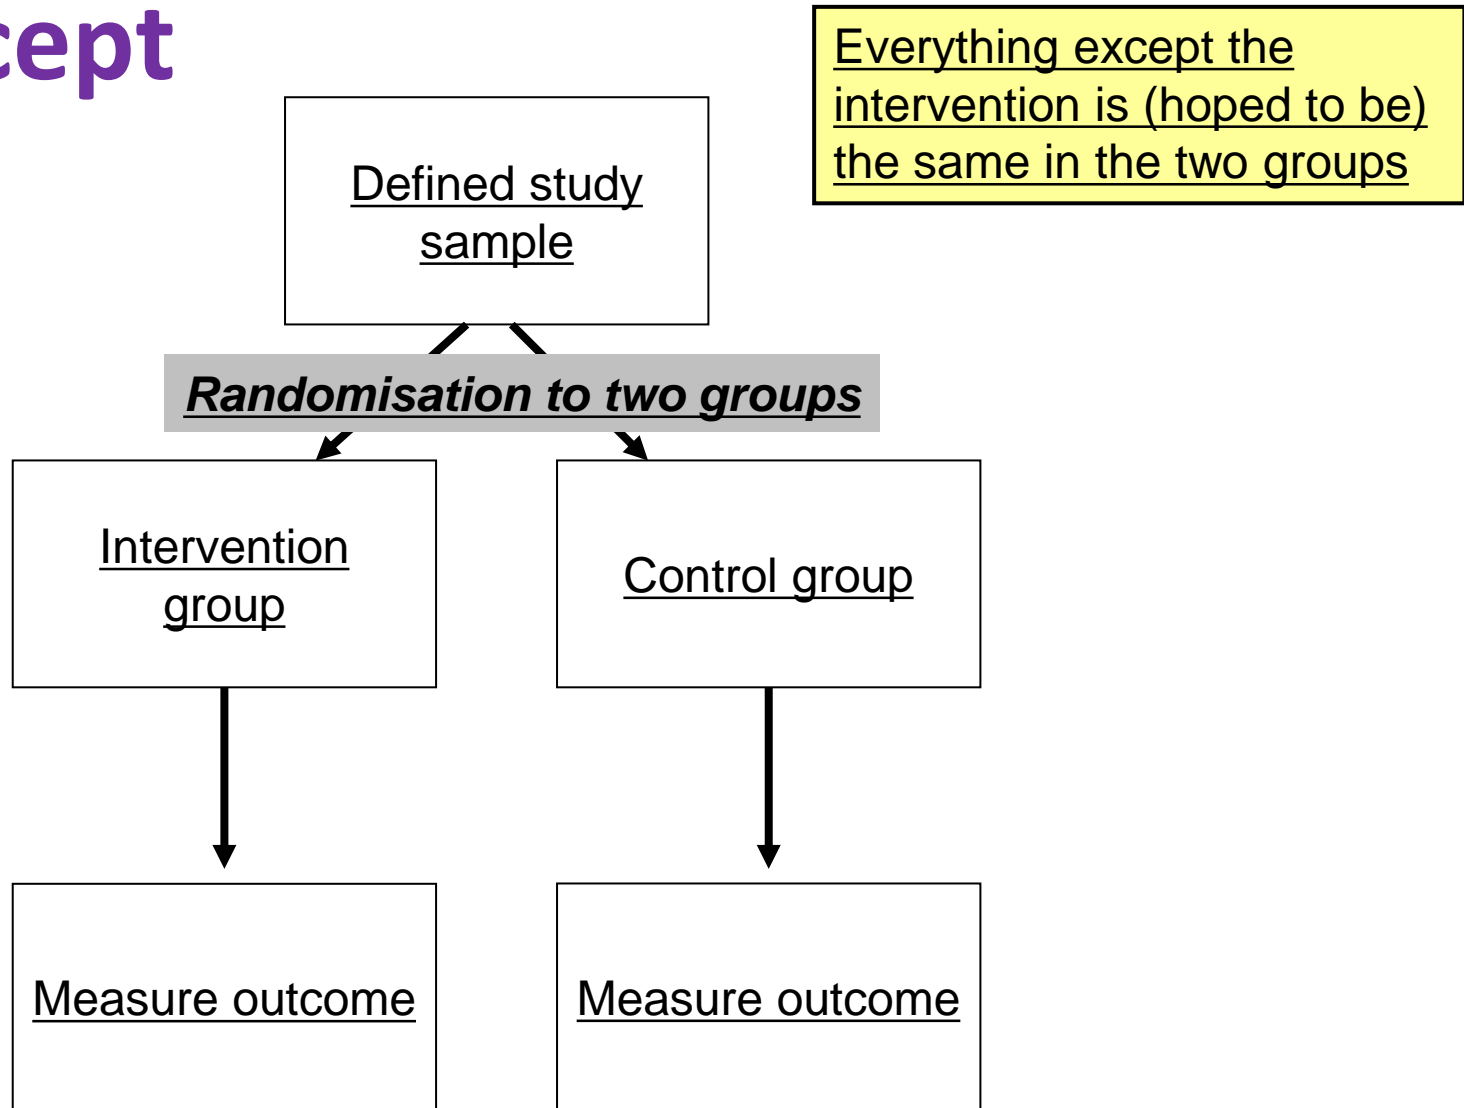 cept
Everything except the
intervention is (hoped to be)
the same in the two groups
Defined study
sample
Randomisation to two groups
Intervention
group
Control group
Measure outcome
Measure outcome